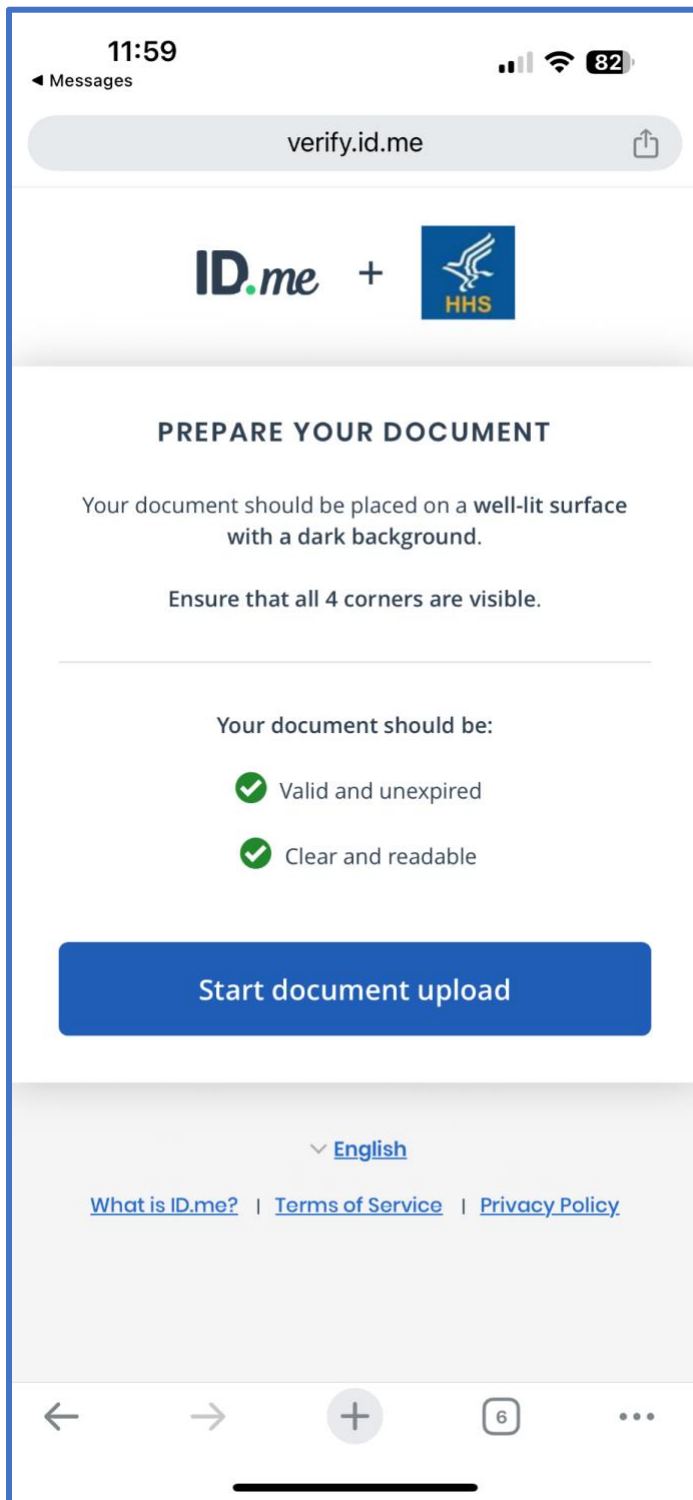 11:59
◀ Messages
82
verify.id.me
ID.me + HHS
PREPARE YOUR DOCUMENT
Your document should be placed on a well-lit surface
with a dark background.
Ensure that all 4 corners are visible.
Your document should be:
Valid and unexpired
Clear and readable
Start document upload
English
What is ID.me? | Terms of Service | Privacy Policy
6